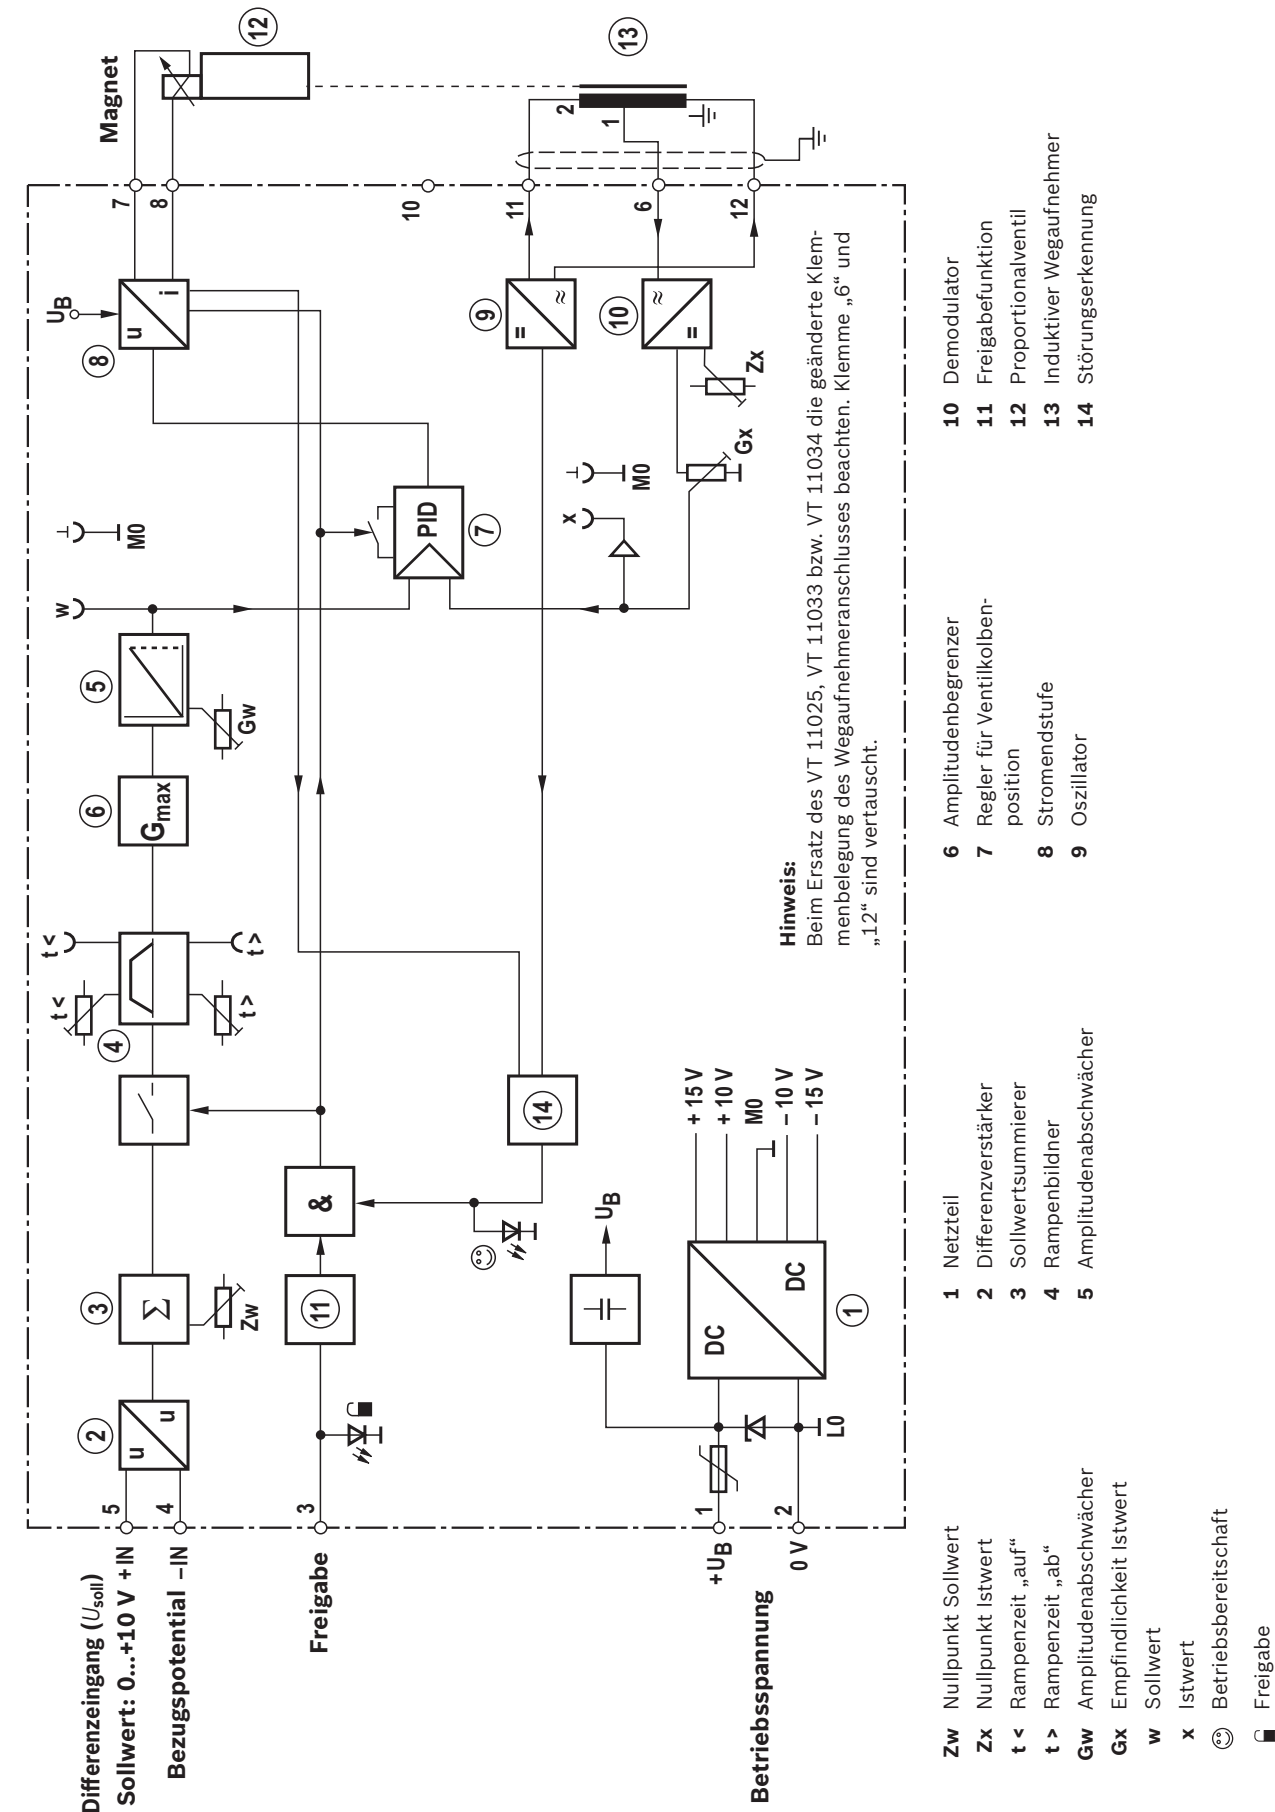 Differenzeingang (Usoll)
Sollwert: 0...+10 V +IN
Bezugspotential –IN
5
4
2
u
u
3
Σ
Zw
4
t <
t <
t >
t >
6
Gmax
5
Gw
w
M0
UB
8
u
i
7
8
Magnet
12
Freigabe
3
11
&
14
7
PID
x
M0
Gx
Zx
9
=
≈
10
≈
=
10
11
6
12
2
1
13
Betriebsspannung
+UB
0 V
1
2
L0
UB
DC
DC
1
+ 15 V
+ 10 V
M0
– 10 V
– 15 V
Hinweis:
Beim Ersatz des VT 11025, VT 11033 bzw. VT 11034 die geänderte Klem-
menbelegung des Wegaufnehmeranschlusses beachten. Klemme „6“ und
„12“ sind vertauscht.
Zw Nullpunkt Sollwert
Zx Nullpunkt Istwert
t < Rampenzeit „auf“
t > Rampenzeit „ab“
Gw Amplitudenabschwächer
Gx Empfindlichkeit Istwert
w Sollwert
x Istwert
Betriebsbereitschaft
Freigabe
1 Netzteil
2 Differenzverstärker
3 Sollwertsummierer
4 Rampenbildner
5 Amplitudenabschwächer
6 Amplitudenbegrenzer
7 Regler für Ventilkolben-
position
8 Stromendstufe
9 Oszillator
10 Demodulator
11 Freigabefunktion
12 Proportionalventil
13 Induktiver Wegaufnehmer
14 Störungserkennung